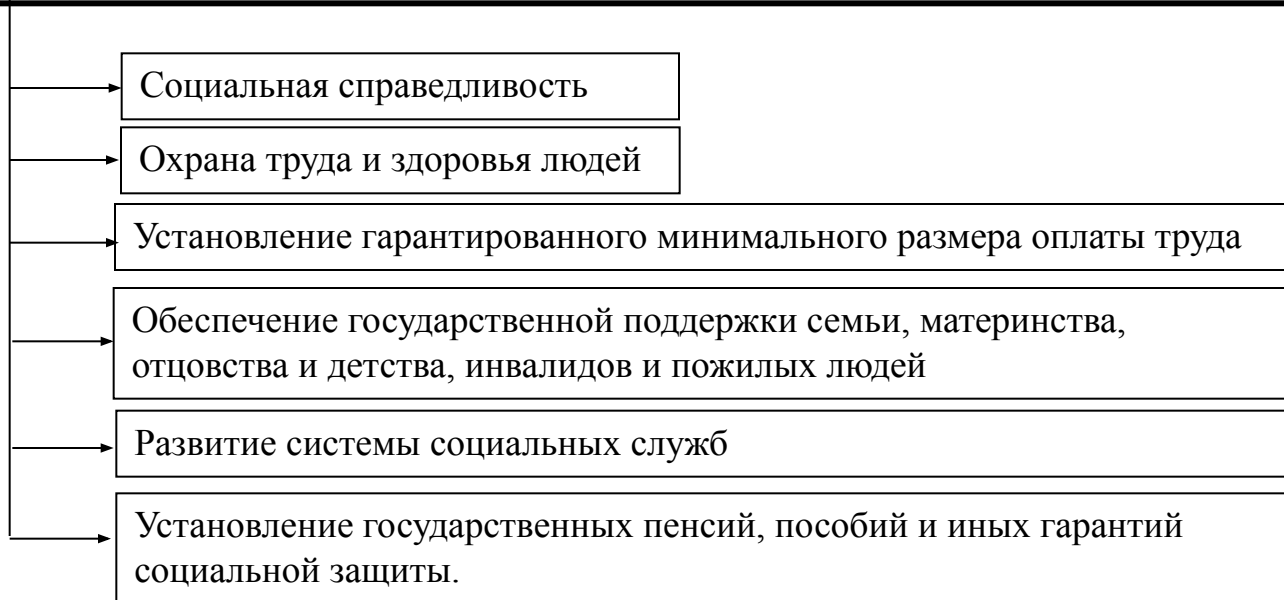 Социальная справедливость
Охрана труда и здоровья людей
Установление гарантированного минимального размера оплаты труда
Обеспечение государственной поддержки семьи, материнства,
отцовства и детства, инвалидов и пожилых людей
Развитие системы социальных служб
Установление государственных пенсий, пособий и иных гарантий
социальной защиты.